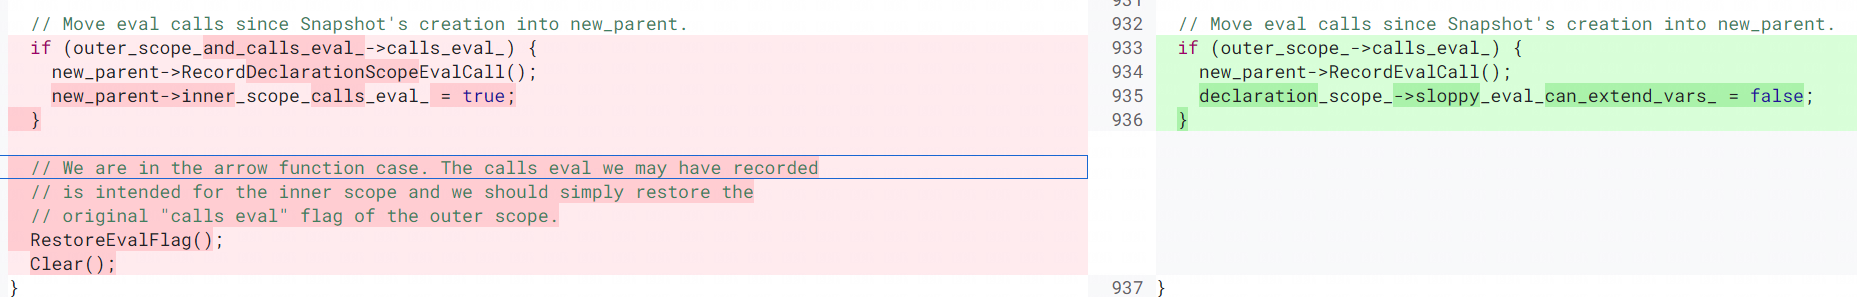 931
// Move eval calls since Snapshot's creation into new_parent.
if (outer_scope_and_calls_eval_->calls_eval_) {
new_parent->RecordDeclarationScopeEvalCall();
new_parent->inner_scope_calls_eval_ = true;
}
// We are in the arrow function case. The calls eval we may have recorded
// is intended for the inner scope and we should simply restore the
// original "calls eval" flag of the outer scope.
RestoreEvalFlag();
Clear();
}
932 // Move eval calls since Snapshot's creation into new_parent.
933 if (outer_scope_->calls_eval_) {
934 new_parent->RecordEvalCall();
935 declaration_scope_->sloppy_eval_can_extend_vars_ = false;
936 }
937 }